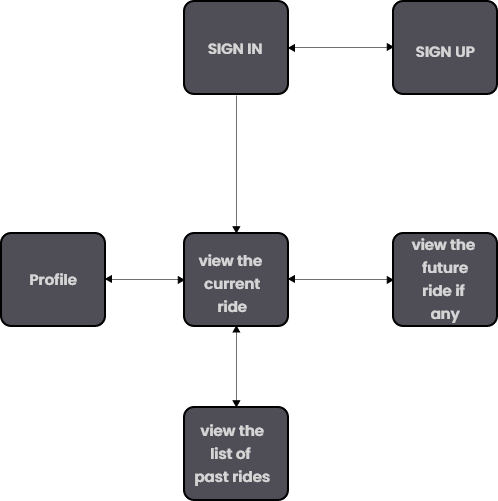 SIGN IN
SIGN UP
Profile
view the
current
ride
view the
future
ride if
any
view the
list of
past rides